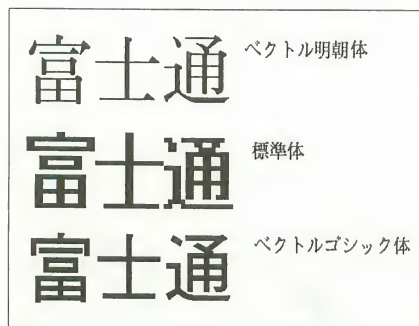 富士通 ベクトル明朝体
富士通 標準体
富士通 ベクトルゴシック体